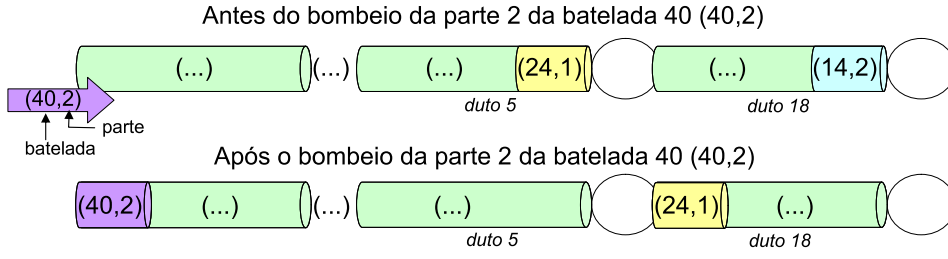 Antes do bombeio da parte 2 da batelada 40 (40,2)
(...) (...) (...) (24,1) (...) (14,2)
(40,2)
duto 5 duto 18
parte
batelada
Após o bombeio da parte 2 da batelada 40 (40,2)
(40,2) (...) (...) (...) (24,1) (...)
duto 5 duto 18